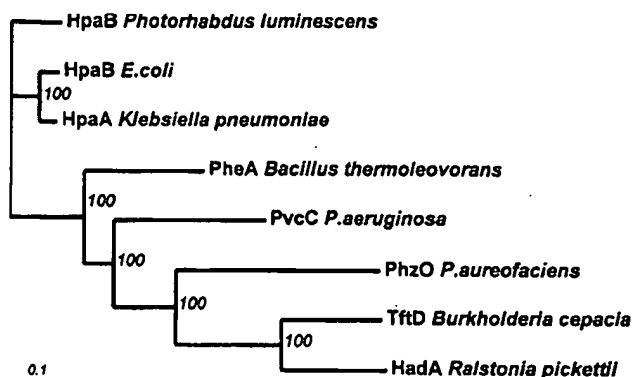 HpaB Photorhabdus luminescens
HpaB E.coli
100
HpaA Klebsiella pneumoniae
PheA Bacillus thermoleovorans
100
PvcC P.aeruginosa
100
PhzO P.aureofaciens
100
TftD Burkholderia cepacia
100
HadA Ralstonia pickettii
0.1